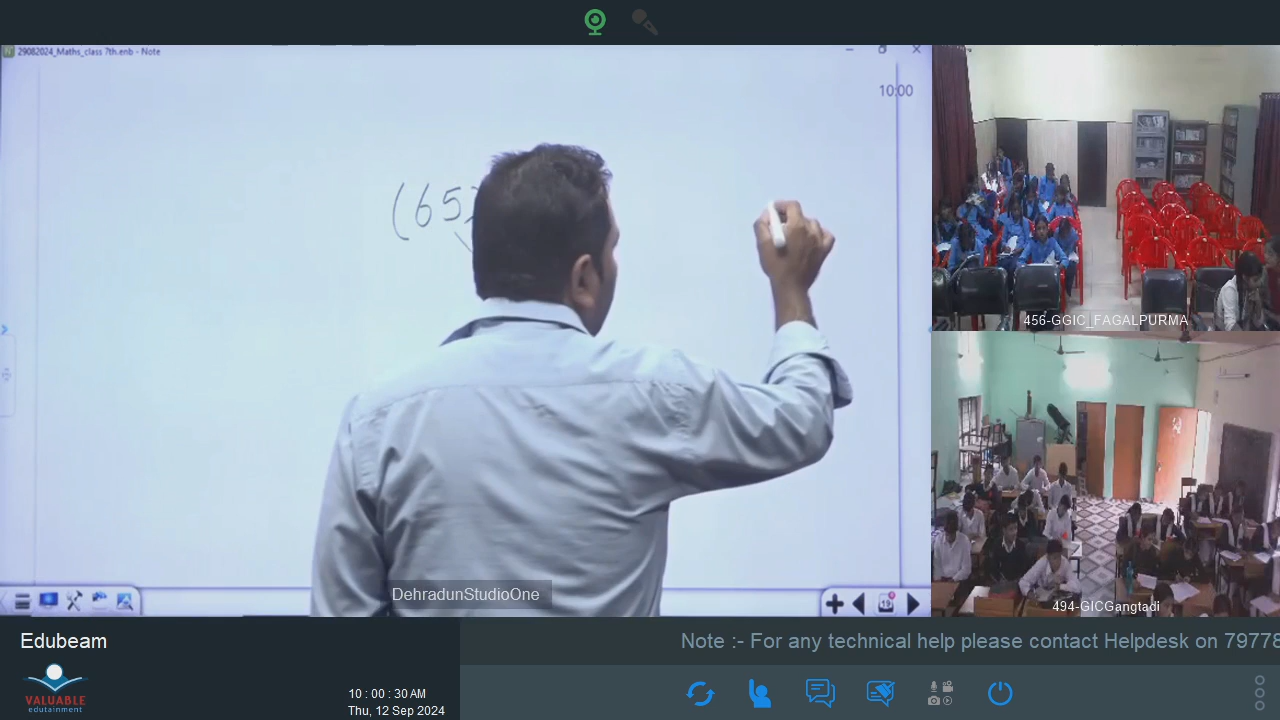 29082024_Maths_class 7th.enb - Note
10:00
(65
456-GGIC_FAGALPURMA
DehradunStudioOne
19
494-GICGangtadi
Edubeam
Note :- For any technical help please contact Helpdesk on 79778
VALUABLE
edutainment
10 : 00 : 30 AM
Thu, 12 Sep 2024